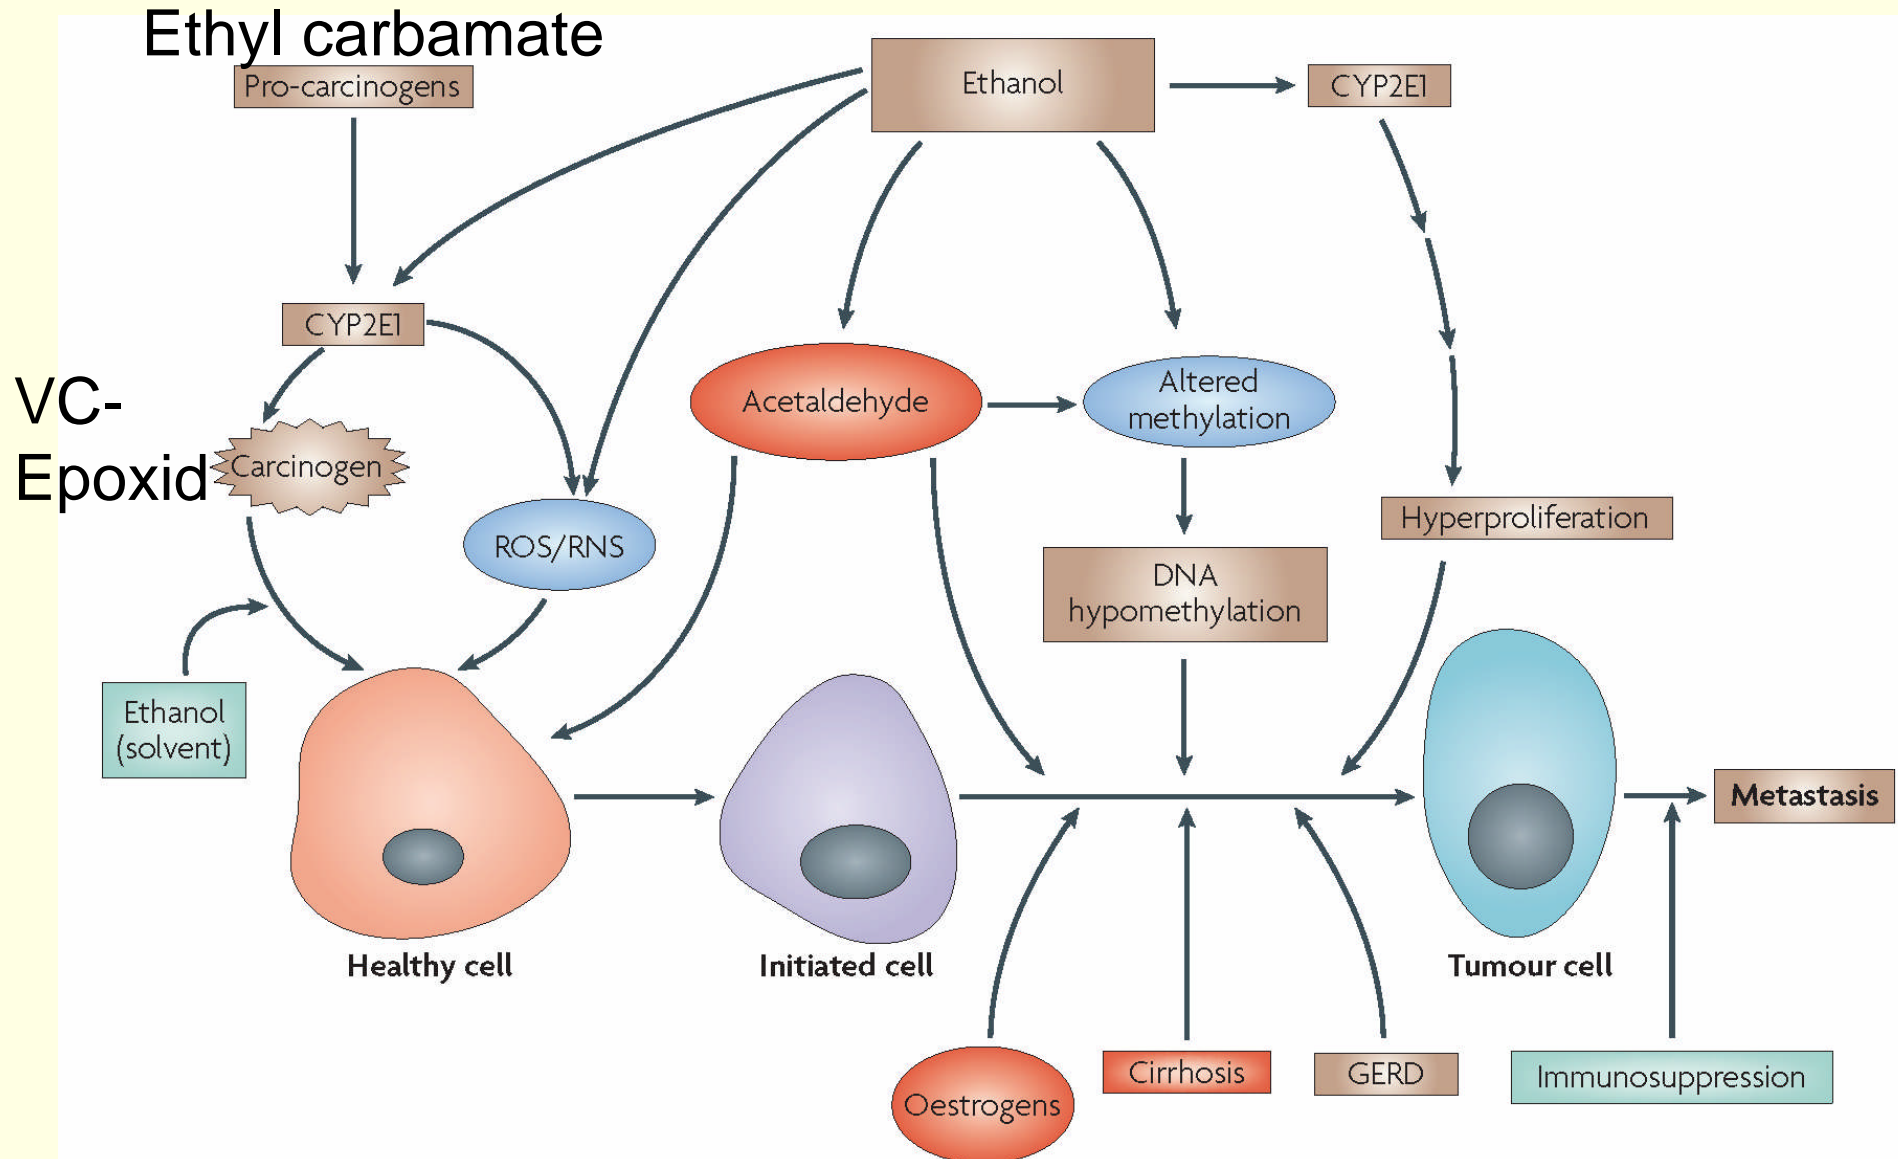 Ethyl carbamate
Pro-carcinogens
Ethanol
CYP2E1
CYP2E1
VC-
Epoxid
Carcinogen
ROS/RNS
Acetaldehyde
Altered
methylation
Hyperproliferation
DNA
hypomethylation
Ethanol
(solvent)
Metastasis
Healthy cell
Initiated cell
Tumour cell
Oestrogens
Cirrhosis
GERD
Immunosuppression